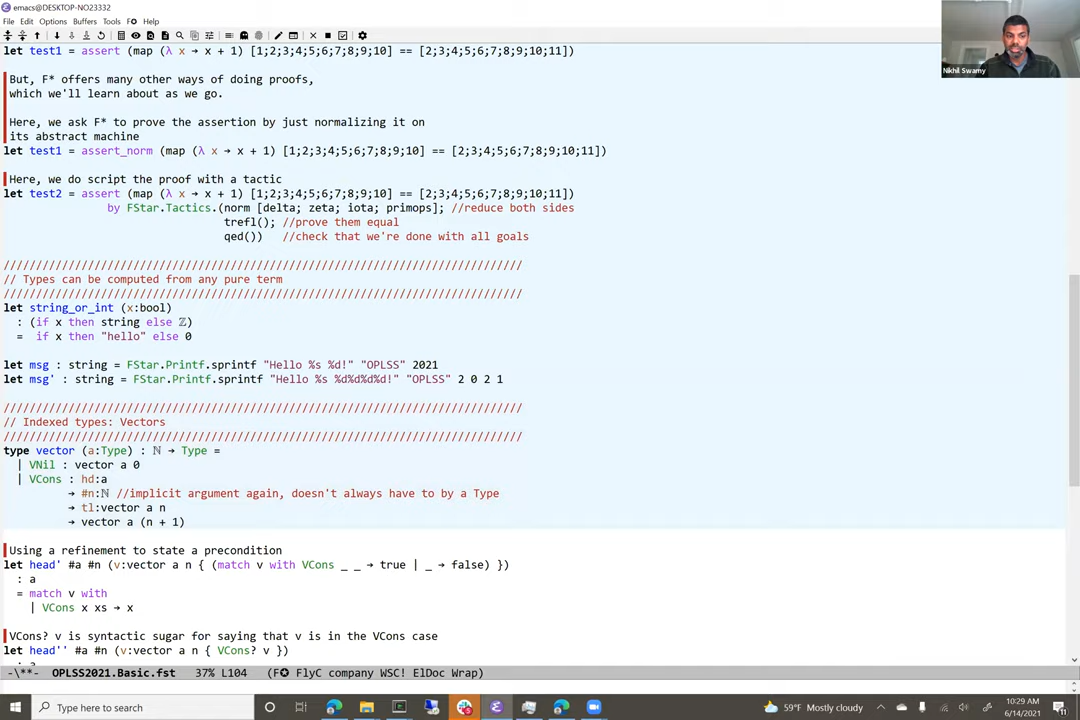 emacs@DESKTOP-NO23332
File Edit Options Buffers Tools F✪ Help
let test1 = assert (map (λ x → x + 1) [1;2;3;4;5;6;7;8;9;10] == [2;3;4;5;6;7;8;9;10;11])
But, F* offers many other ways of doing proofs,
which we'll learn about as we go.
Here, we ask F* to prove the assertion by just normalizing it on
its abstract machine
let test1 = assert_norm (map (λ x → x + 1) [1;2;3;4;5;6;7;8;9;10] == [2;3;4;5;6;7;8;9;10;11])
Here, we do script the proof with a tactic
let test2 = assert (map (λ x → x + 1) [1;2;3;4;5;6;7;8;9;10] == [2;3;4;5;6;7;8;9;10;11])
by FStar.Tactics.(norm [delta; zeta; iota; primops]; //reduce both sides
trefl(); //prove them equal
qed()) //check that we're done with all goals
////////////////////////////////////////////////////////////////////////////////
// Types can be computed from any pure term
////////////////////////////////////////////////////////////////////////////////
let string_or_int (x:bool)
: (if x then string else ℤ)
= if x then "hello" else 0
let msg : string = FStar.Printf.sprintf "Hello %s %d!" "OPLSS" 2021
let msg' : string = FStar.Printf.sprintf "Hello %s %d%d%d%d!" "OPLSS" 2 0 2 1
////////////////////////////////////////////////////////////////////////////////
// Indexed types: Vectors
////////////////////////////////////////////////////////////////////////////////
type vector (a:Type) : ℕ → Type =
| VNil : vector a 0
| VCons : hd:a
→ #n:ℕ //implicit argument again, doesn't always have to by a Type
→ tl:vector a n
→ vector a (n + 1)
Using a refinement to state a precondition
let head' #a #n (v:vector a n { (match v with VCons _ _ → true | _ → false) })
: a
= match v with
| VCons x xs → x
VCons? v is syntactic sugar for saying that v is in the VCons case
let head'' #a #n (v:vector a n { VCons? v })
-\**- OPLSS2021.Basic.fst 37% L104 (F✪ FlyC company WSC! ElDoc Wrap)
Nikhil Swamy
Type here to search
59°F Mostly cloudy
10:29 AM
6/14/2021